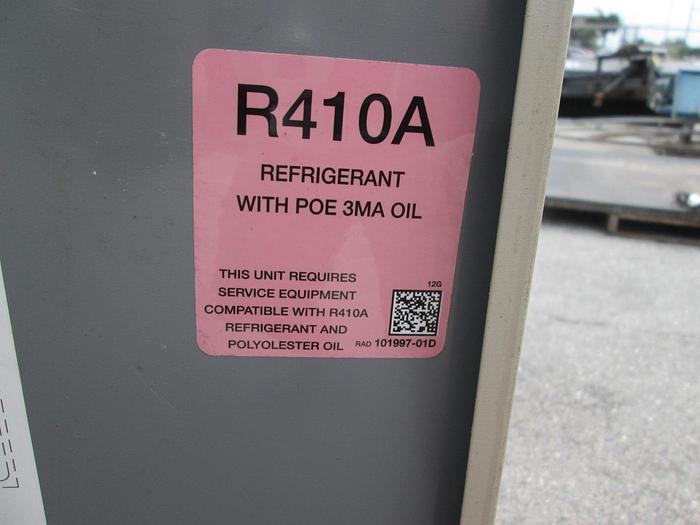 R410A
REFRIGERANT
WITH POE 3MA OIL
THIS UNIT REQUIRES
SERVICE EQUIPMENT
COMPATIBLE WITH R410A
REFRIGERANT AND
POLYOLESTER OIL
12G
RAD 101997-01D